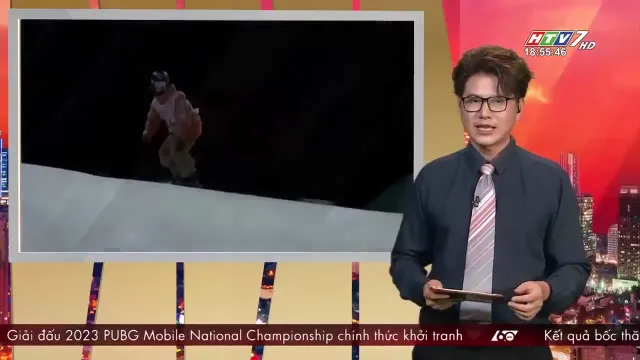 HTV7 HD
18:55:46
Giải đấu 2023 PUBG Mobile National Championship chính thức khởi tranh
60
Kết quả bốc thă